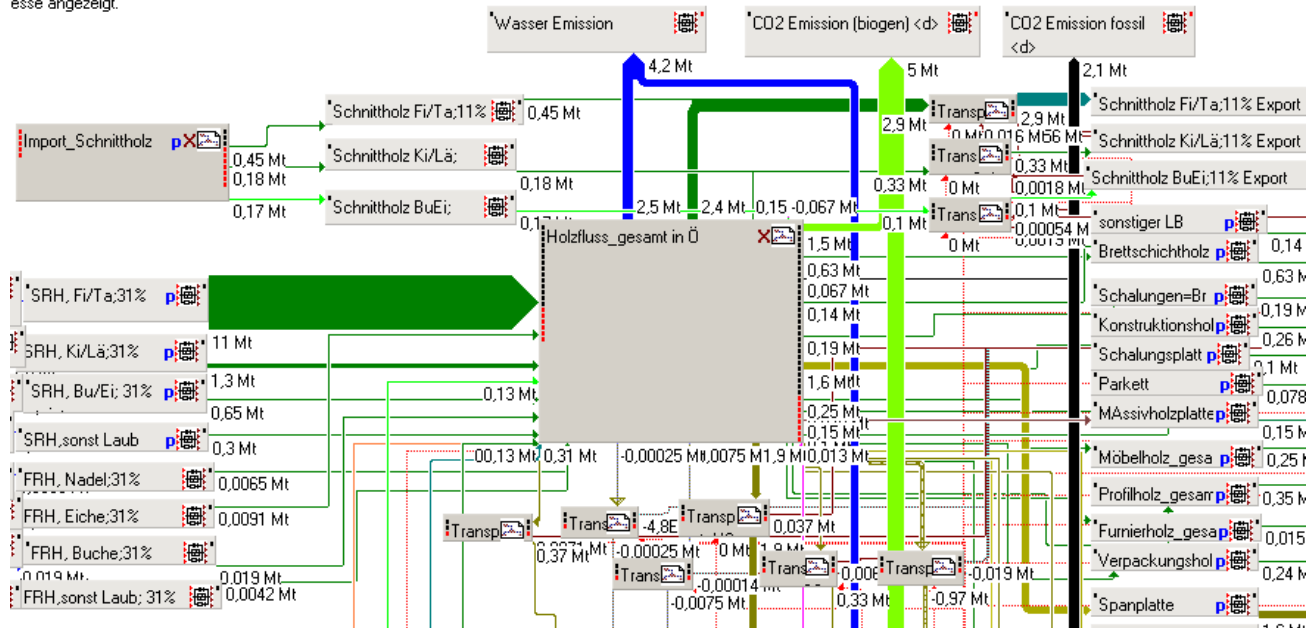 esse angezeigt.
Wasser Emission
CO2 Emission (biogen) <d>
CO2 Emission fossil
<d>
4,2 Mt
5 Mt
2,1 Mt
Import_Schnittholz p
Schnittholz Fi/Ta;11%
0,45 Mt
Schnittholz Ki/Lä;
0,18 Mt
Schnittholz BuEi;
0,45 Mt
0,18 Mt
0,17 Mt
2,9 Mt
Transp
2,9 Mt
Schnittholz Fi/Ta;11% Export
Trans
0,33 Mt
0,33 Mt
Schnittholz Ki/Lä;11% Export
0 Mt
0,0018 Mt
Schnittholz BuEi;11% Export
Trans
0,1 Mt
0,1 Mt
0,00054 M
0 Mt
2,5 Mt
2,4 Mt
0,15
-0,067 Mt
Holzfluss_gesamt in Ö
1,5 Mt
0,63 Mt
0,067 Mt
0,14 Mt
0,19 Mt
1,6 Mt
0,25 Mt
0,15 Mt
SRH, Fi/Ta;31% p
11 Mt
SRH, Ki/Lä;31% p
1,3 Mt
SRH, Bu/Ei; 31% p
0,65 Mt
0,13 Mt
SRH,sonst Laub p
0,3 Mt
FRH, Nadel;31%
0,0065 Mt
FRH, Eiche;31%
0,0091 Mt
FRH, Buche;31%
0,019 Mt
0,019 Mt
FRH,sonst Laub; 31%
0,0042 Mt
0,13 Mt
0,31 Mt
-0,00025 Mt
0,0075 M
1,9 M
0,013 Mt
Transp
0,37 Mt
Trans
-4,8E
-0,00025 Mt
Transp
0,037 Mt
0 Mt
1,9 Mt
Trans
-0,00014
-0,0075 Mt
Trans
-0,006
0,33 Mt
Transp
-0,019 Mt
-0,97 Mt
sonstiger LB p
Brettschichtholz p
0,14
0,63 M
Schalungen=Br p
0,19 M
Konstruktionshol p
0,26 M
Schalungsplatt p
0,1 Mt
Parkett p
0,078
MAssivholzplatte p
0,15 M
Möbelholz_gesa p
0,25 M
Profilholz_gesam p
0,35 M
Furnierholz_gesa p
0,015
Verpackungshol p
0,24 M
Spanplatte p